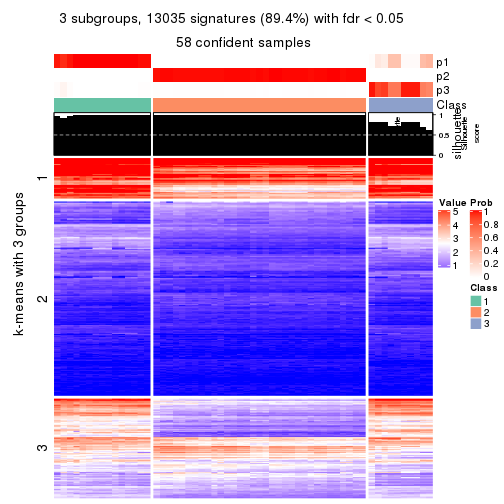 3 subgroups, 13035 signatures (89.4%) with fdr < 0.05
58 confident samples
p1
p2
p3
Class
1
0.5
0
silhouette
Silhouette
score
k-means with 3 groups
1
2
3
Value
5
4
3
2
1
Prob
1
0.8
0.6
0.4
0.2
0
Class
1
2
3